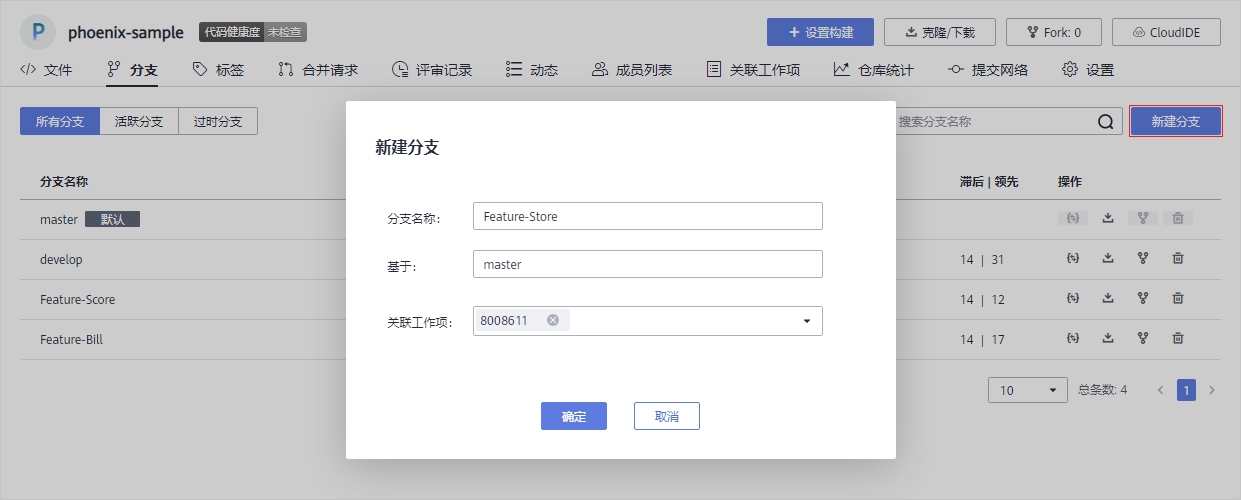 P phoenix-sample 代码健康度 未检查 设置构建 克隆/下载 Fork: 0 CloudIDE
文件 分支 标签 合并请求 评审记录 动态 成员列表 关联工作项 仓库统计 提交网络 设置
所有分支 活跃分支 过时分支 搜索分支名称 新建分支
分支名称 滞后 | 领先 操作
master 默认
develop 14 | 31
Feature-Score 14 | 12
Feature-Bill 14 | 17
10 总条数: 4 < 1 >
新建分支
分支名称: Feature-Store
基于: master
关联工作项: 8008611
确定 取消